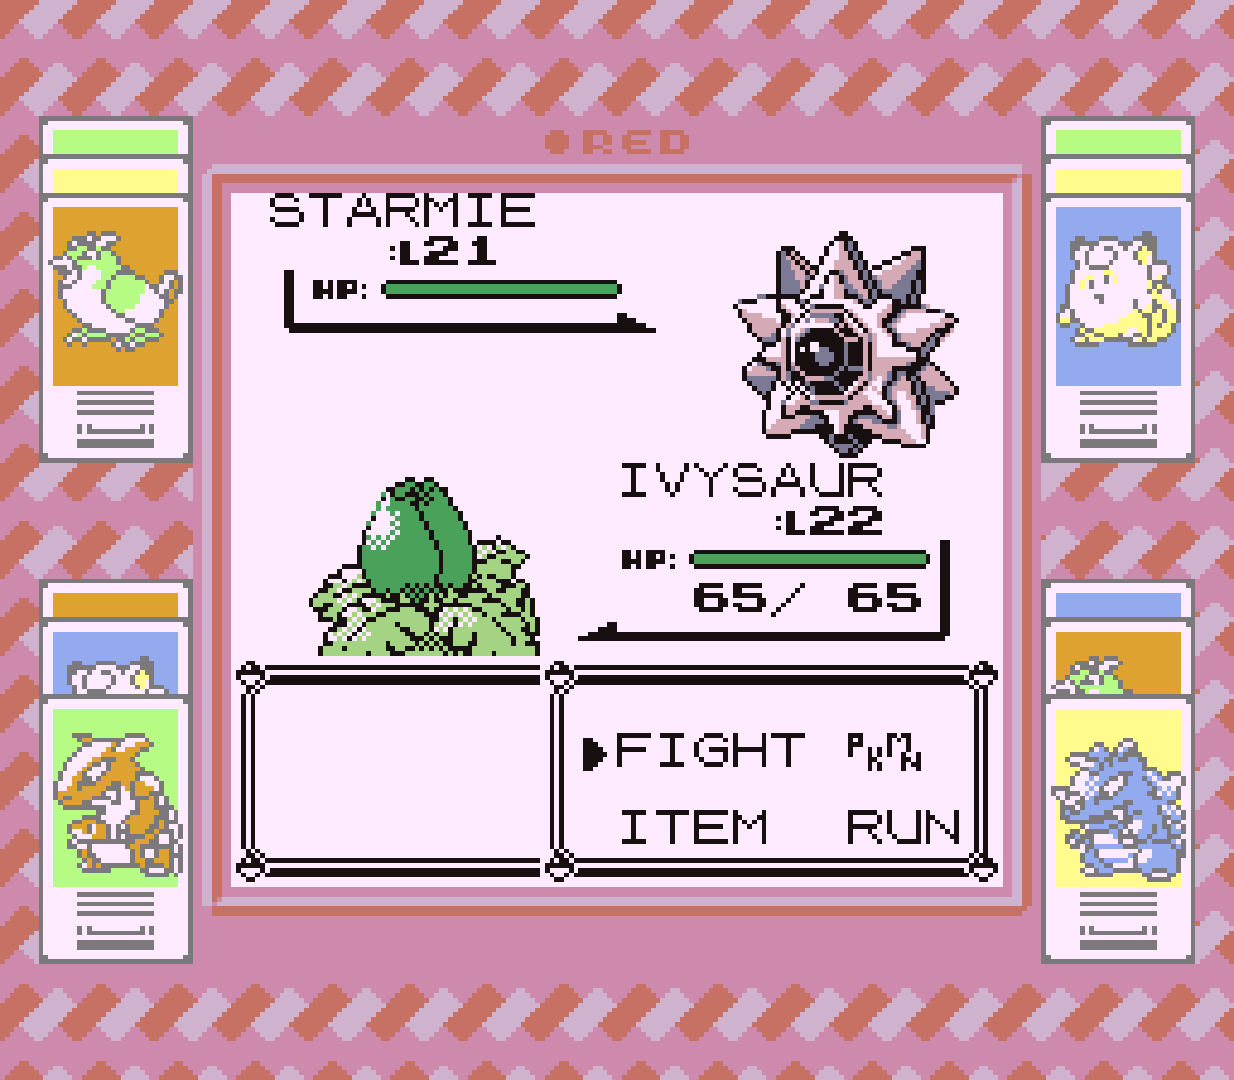 RED
STARMIE
:L21
HP:
IVYSAUR
:L22
HP:
65/ 65
FIGHT PKMN
ITEM RUN